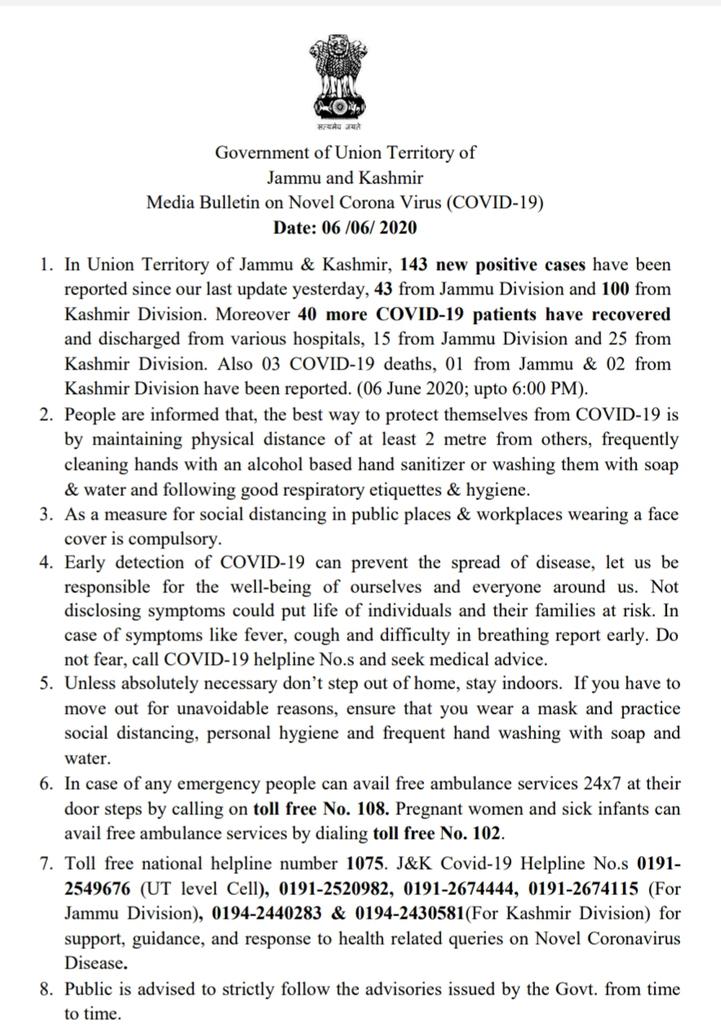 सत्यमेव जयते
Government of Union Territory of
Jammu and Kashmir
Media Bulletin on Novel Corona Virus (COVID-19)
Date: 06 /06/ 2020
1. In Union Territory of Jammu & Kashmir, 143 new positive cases have been
reported since our last update yesterday, 43 from Jammu Division and 100 from
Kashmir Division. Moreover 40 more COVID-19 patients have recovered
and discharged from various hospitals, 15 from Jammu Division and 25 from
Kashmir Division. Also 03 COVID-19 deaths, 01 from Jammu & 02 from
Kashmir Division have been reported. (06 June 2020; upto 6:00 PM).
2. People are informed that, the best way to protect themselves from COVID-19 is
by maintaining physical distance of at least 2 metre from others, frequently
cleaning hands with an alcohol based hand sanitizer or washing them with soap
& water and following good respiratory etiquettes & hygiene.
3. As a measure for social distancing in public places & workplaces wearing a face
cover is compulsory.
4. Early detection of COVID-19 can prevent the spread of disease, let us be
responsible for the well-being of ourselves and everyone around us. Not
disclosing symptoms could put life of individuals and their families at risk. In
case of symptoms like fever, cough and difficulty in breathing report early. Do
not fear, call COVID-19 helpline No.s and seek medical advice.
5. Unless absolutely necessary don’t step out of home, stay indoors. If you have to
move out for unavoidable reasons, ensure that you wear a mask and practice
social distancing, personal hygiene and frequent hand washing with soap and
water.
6. In case of any emergency people can avail free ambulance services 24x7 at their
door steps by calling on toll free No. 108. Pregnant women and sick infants can
avail free ambulance services by dialing toll free No. 102.
7. Toll free national helpline number 1075. J&K Covid-19 Helpline No.s 0191-
2549676 (UT level Cell), 0191-2520982, 0191-2674444, 0191-2674115 (For
Jammu Division), 0194-2440283 & 0194-2430581(For Kashmir Division) for
support, guidance, and response to health related queries on Novel Coronavirus
Disease.
8. Public is advised to strictly follow the advisories issued by the Govt. from time
to time.